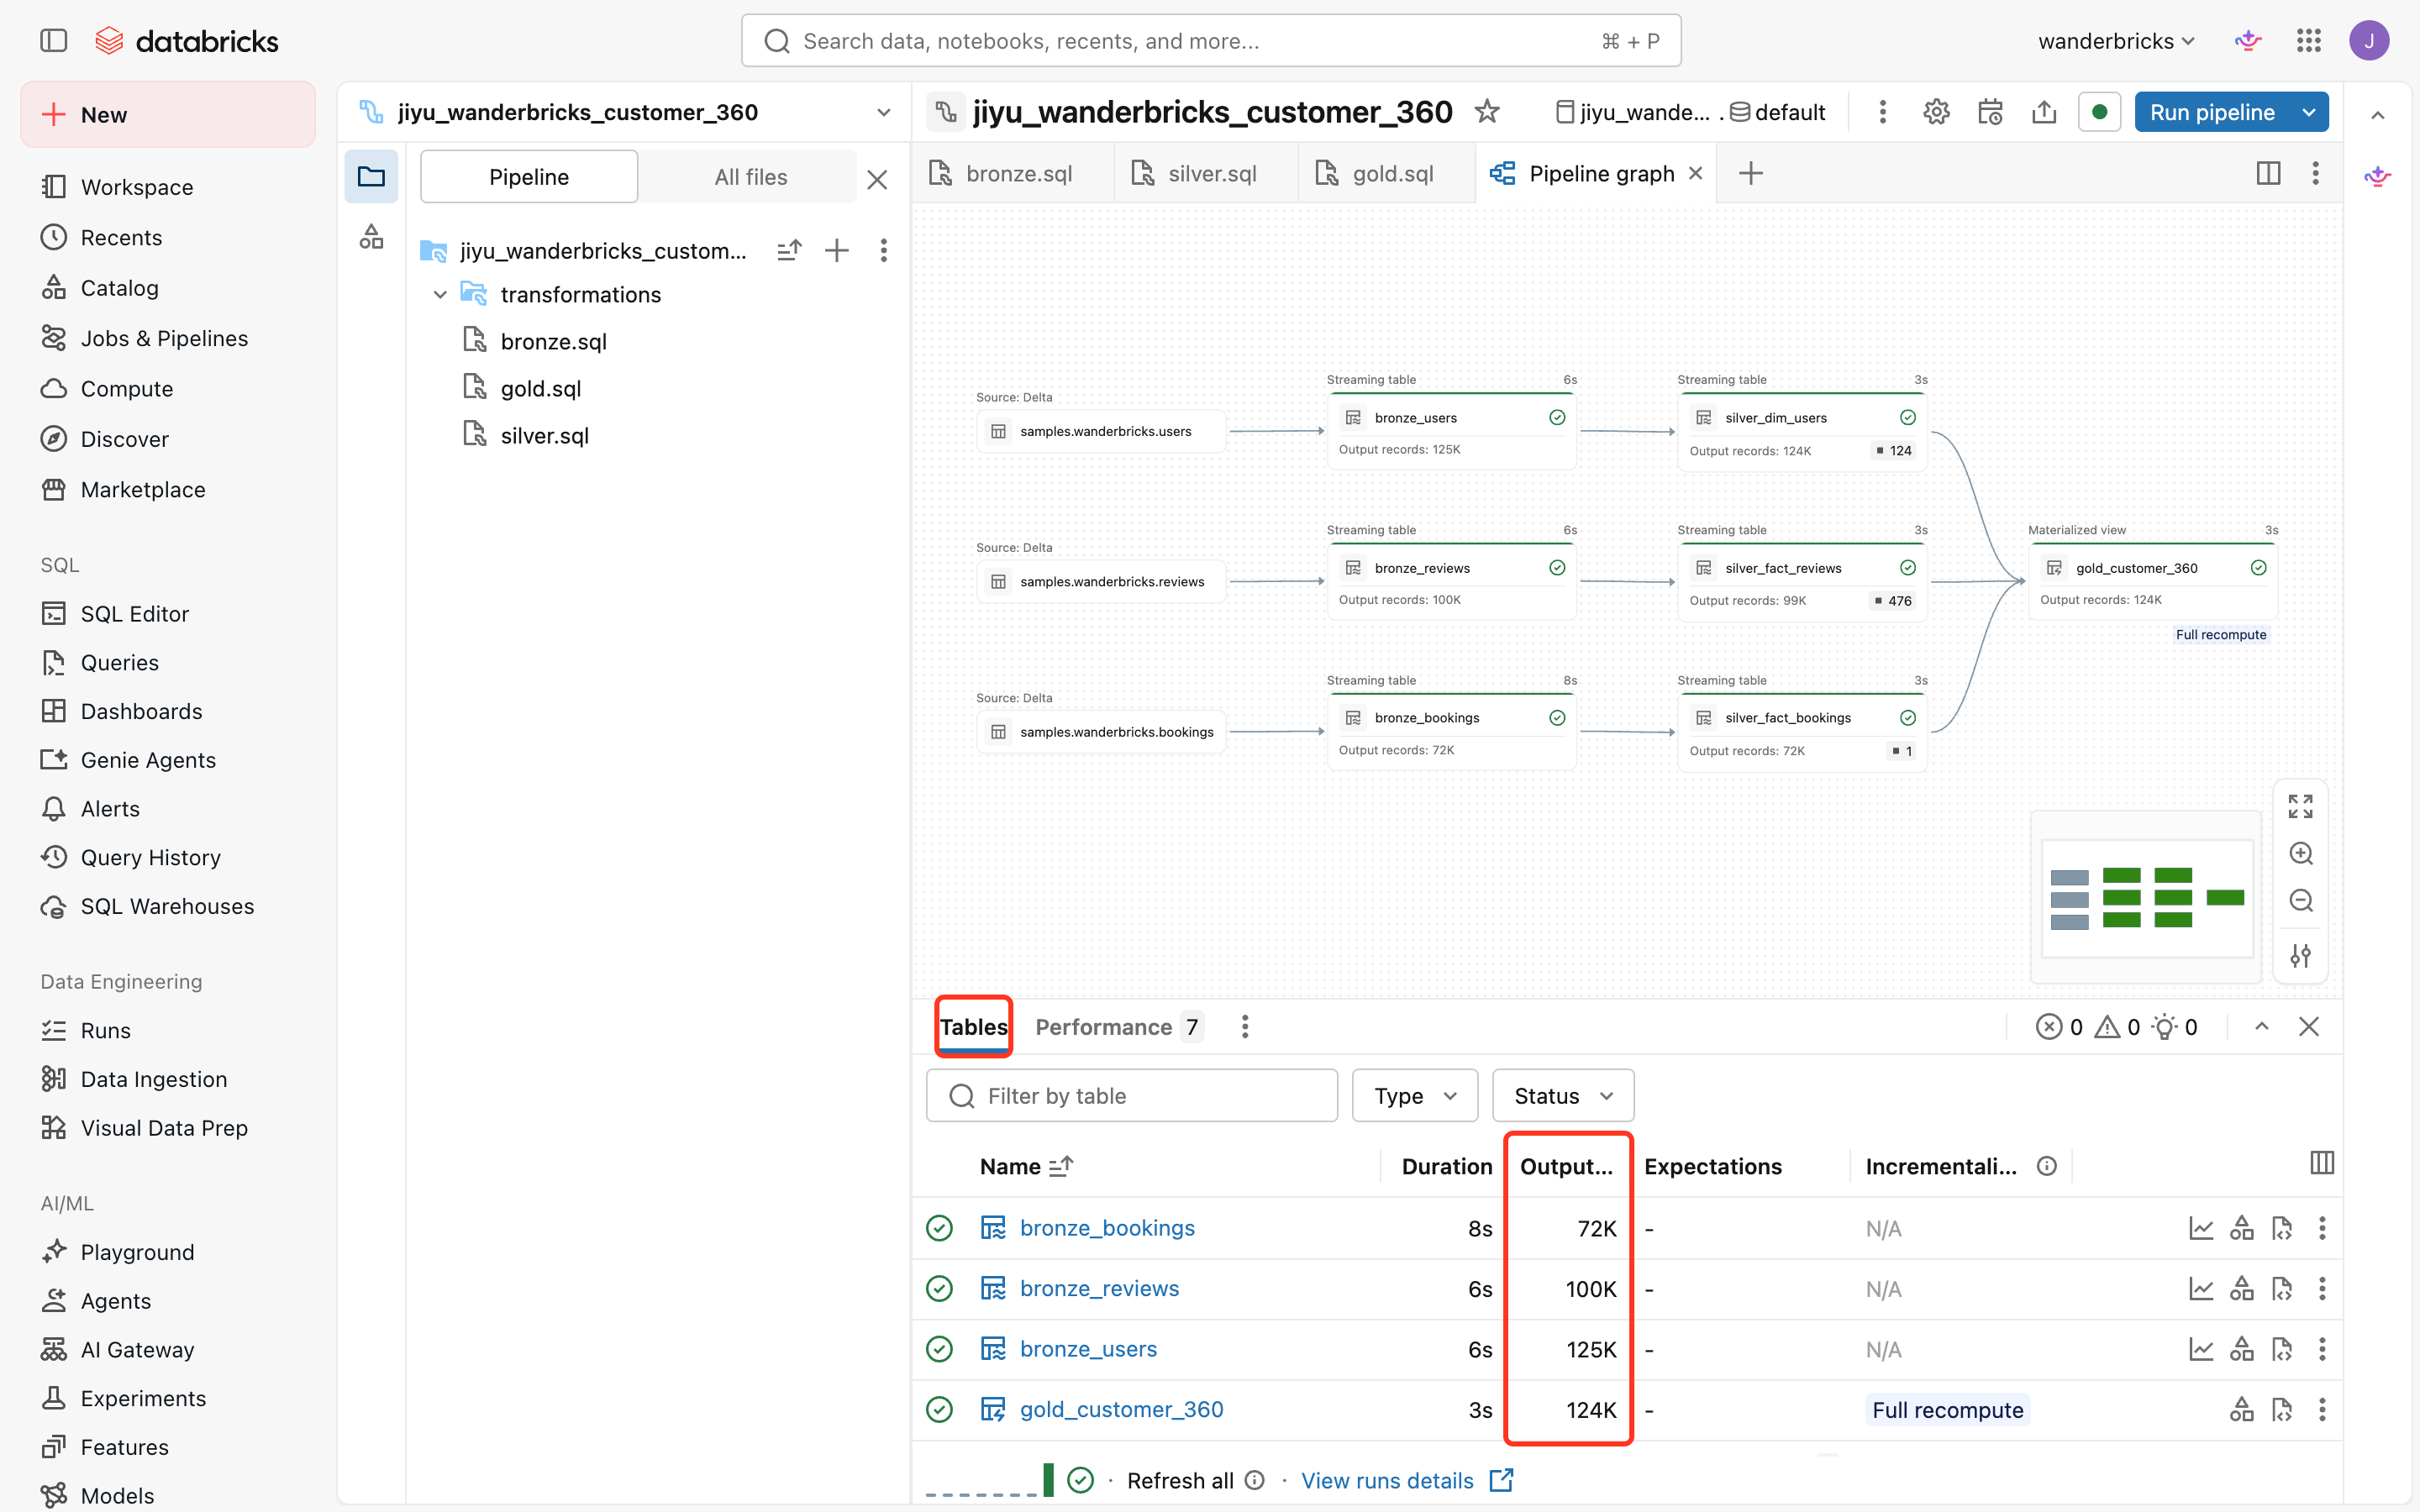 databricks
Search data, notebooks, recents, and more...
⌘ + P
wanderbricks
J
New
Workspace
Recents
Catalog
Jobs & Pipelines
Compute
Discover
Marketplace
SQL
SQL Editor
Queries
Dashboards
Genie Agents
Alerts
Query History
SQL Warehouses
Data Engineering
Runs
Data Ingestion
Visual Data Prep
AI/ML
Playground
Agents
AI Gateway
Experiments
Features
Models
jiyu_wanderbricks_customer_360
Pipeline
All files
jiyu_wanderbricks_custom...
transformations
bronze.sql
gold.sql
silver.sql
jiyu_wanderbricks_customer_360
jiyu_wande... . default
Run pipeline
bronze.sql
silver.sql
gold.sql
Pipeline graph
Source: Delta
samples.wanderbricks.users
Streaming table 6s
bronze_users
Output records: 125K
Streaming table 3s
silver_dim_users
Output records: 124K 124
Source: Delta
samples.wanderbricks.reviews
Streaming table 6s
bronze_reviews
Output records: 100K
Streaming table 3s
silver_fact_reviews
Output records: 99K 476
Materialized view 3s
gold_customer_360
Output records: 124K
Full recompute
Source: Delta
samples.wanderbricks.bookings
Streaming table 8s
bronze_bookings
Output records: 72K
Streaming table 3s
silver_fact_bookings
Output records: 72K 1
Tables
Performance 7
0 0 0
Filter by table
Type
Status
Name Duration Output... Expectations Incrementali...
bronze_bookings 8s 72K - N/A
bronze_reviews 6s 100K - N/A
bronze_users 6s 125K - N/A
gold_customer_360 3s 124K - Full recompute
· Refresh all · View runs details